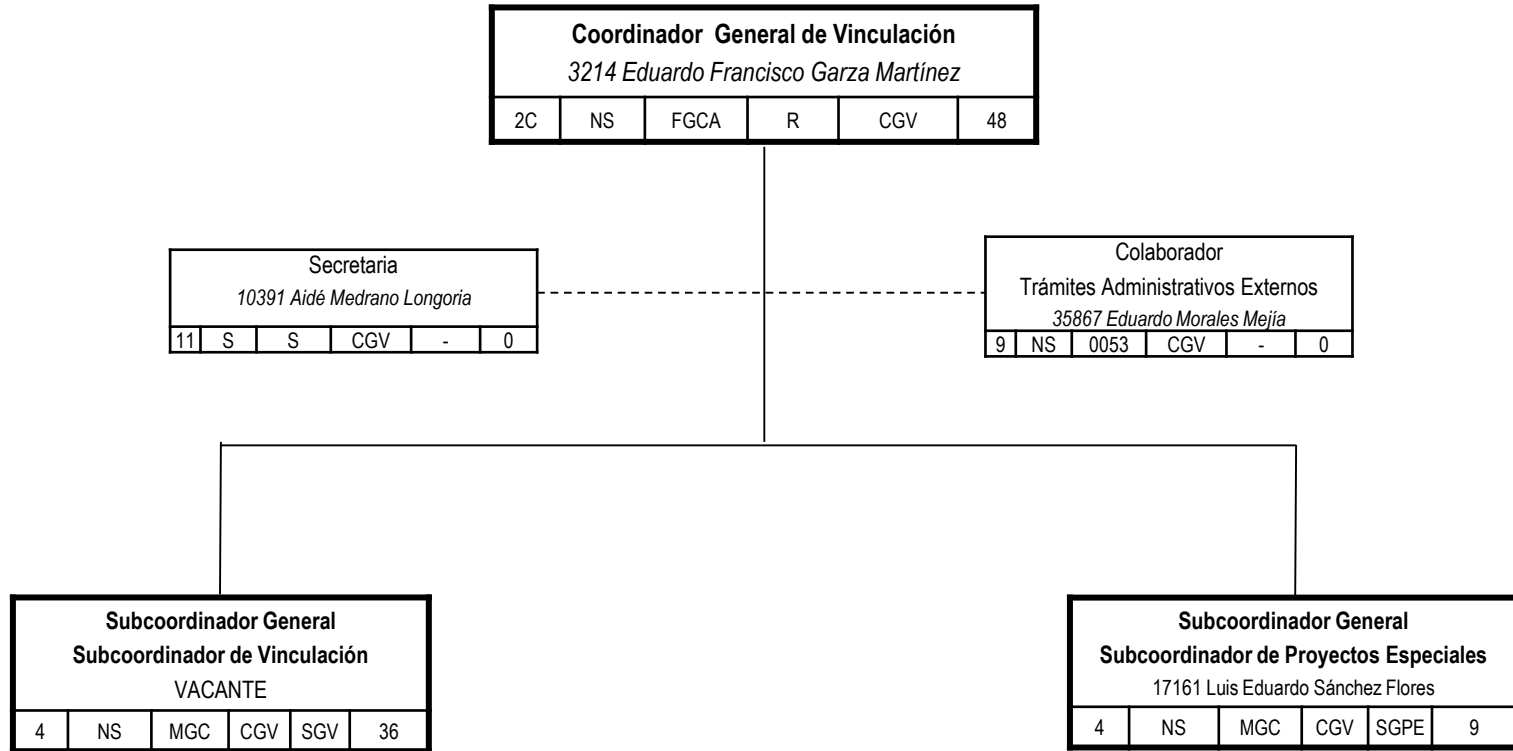 Coordinador General de Vinculación
3214 Eduardo Francisco Garza Martínez
2C NS FGCA R CGV 48
Secretaria
10391 Aidé Medrano Longoria
11 S S CGV - 0
Colaborador
Trámites Administrativos Externos
35867 Eduardo Morales Mejia
9 NS 0053 CGV - 0
Subcoordinador General
Subcoordinador de Vinculación
VACANTE
4 NS MGC CGV SGV 36
Subcoordinador General
Subcoordinador de Proyectos Especiales
17161 Luis Eduardo Sánchez Flores
4 NS MGC CGV SGPE 9